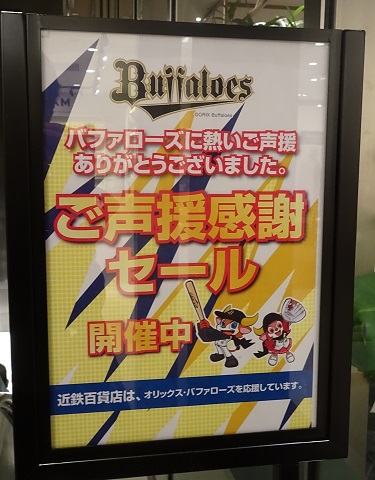 Buffaloes
©ORIX Buffaloes
バファローズに熱いご声援
ありがとうございました。
ご声援感謝
セール
開催中
近鉄百貨店は、オリックス・バファローズを応援しています。